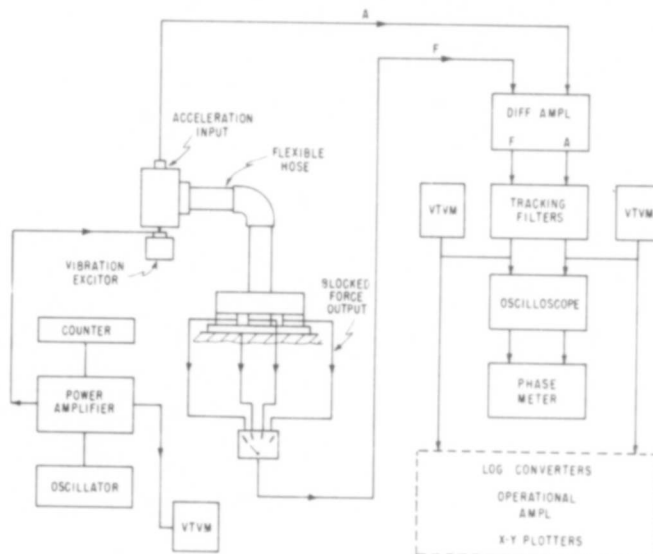 A
F
ACCELERATION
INPUT
FLEXIBLE
HOSE
DIFF AMPL
F A
VTVM
TRACKING
FILTERS
VTVM
VIBRATION
EXCITOR
BLOCKED
FORCE
OUTPUT
OSCILLOSCOPE
COUNTER
PHASE
METER
POWER
AMPLIFIER
OSCILLATOR
VTVM
LOG CONVERTERS
OPERATIONAL
AMPL
X-Y PLOTTERS